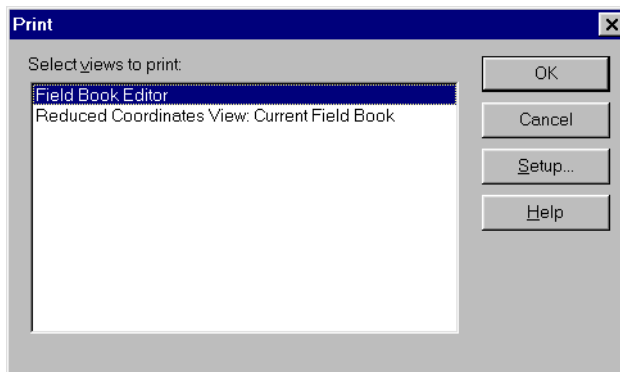 Print
Select views to print:
Field Book Editor
Reduced Coordinates View: Current Field Book
OK
Cancel
Setup...
Help